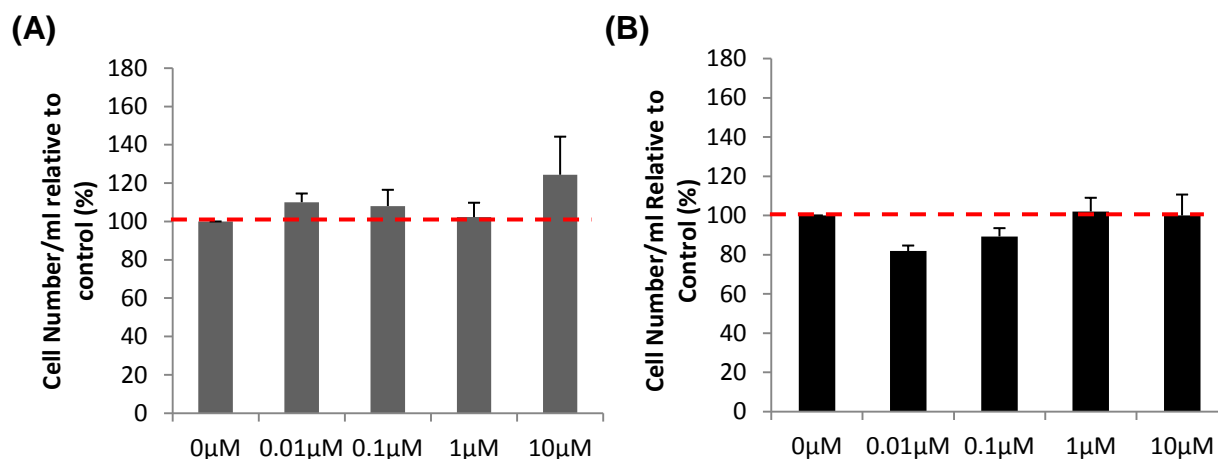 (A)
Cell Number/ml relative to
control (%)
180
160
140
120
100
80
60
40
20
0
0µM 0.01µM 0.1µM 1µM 10µM
(B)
Cell Number/ml Relative to
Control (%)
180
160
140
120
100
80
60
40
20
0
0µM 0.01µM 0.1µM 1µM 10µM